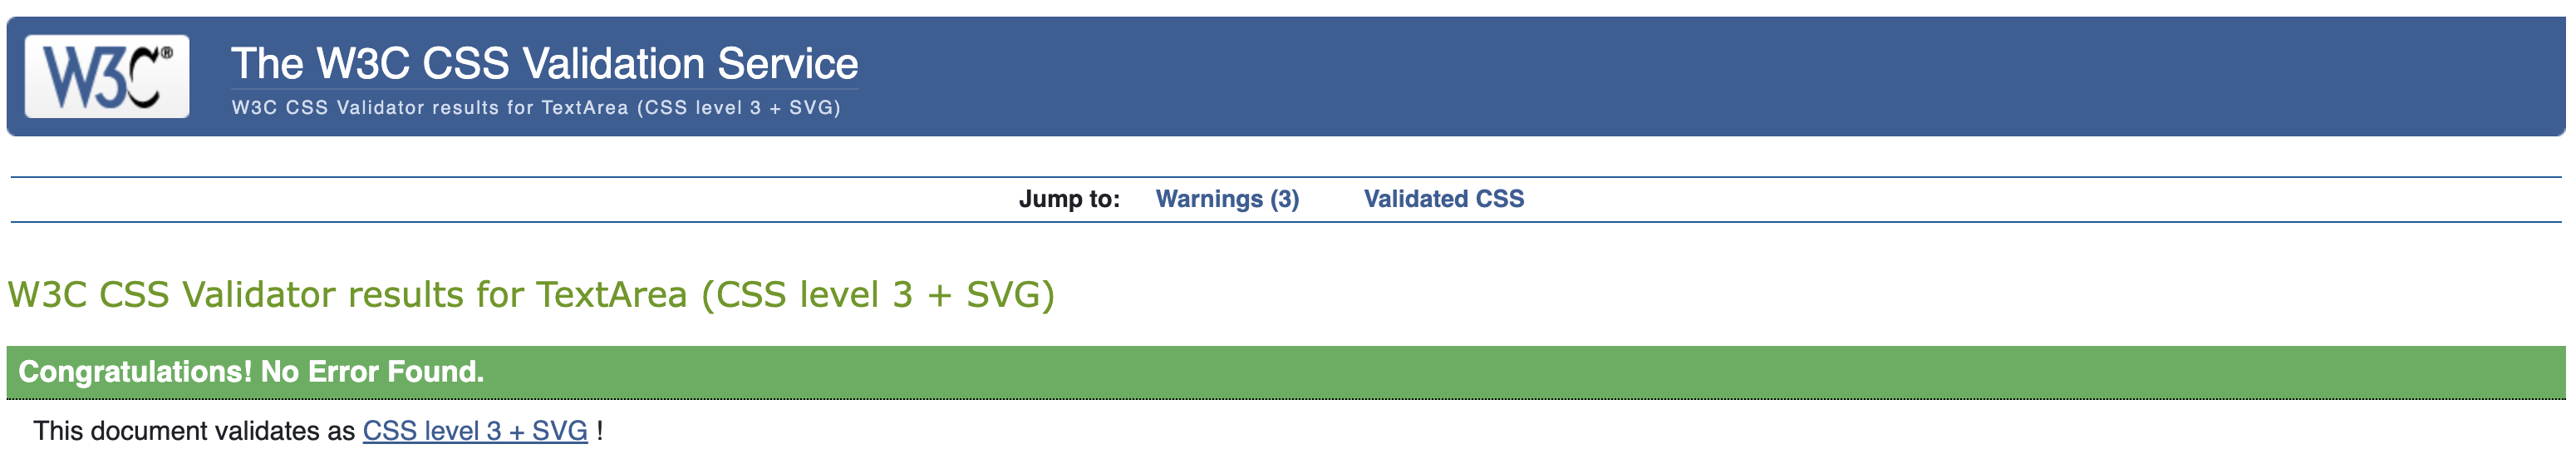 W3C®
The W3C CSS Validation Service
W3C CSS Validator results for TextArea (CSS level 3 + SVG)
Jump to: Warnings (3) Validated CSS
W3C CSS Validator results for TextArea (CSS level 3 + SVG)
Congratulations! No Error Found.
This document validates as CSS level 3 + SVG !